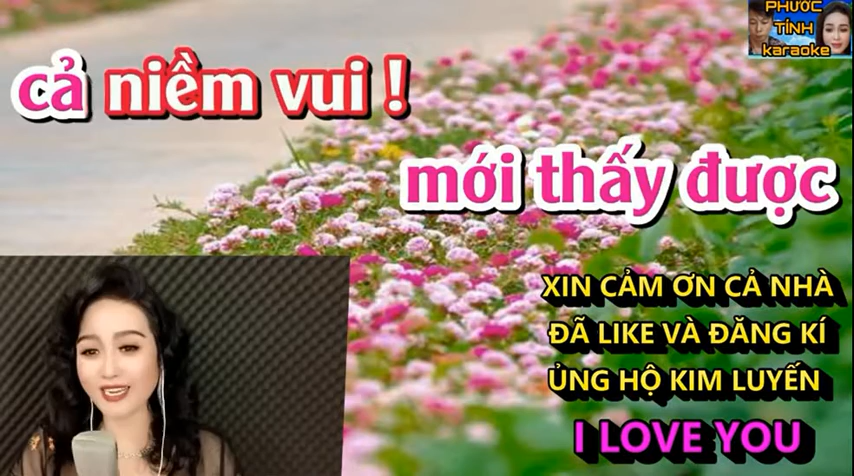 PHƯỚC
TÍNH
karaoke
cả niềm vui !
mới thấy được
XIN CẢM ƠN CẢ NHÀ
ĐÃ LIKE VÀ ĐĂNG KÍ
ỦNG HỘ KIM LUYẾN
I LOVE YOU